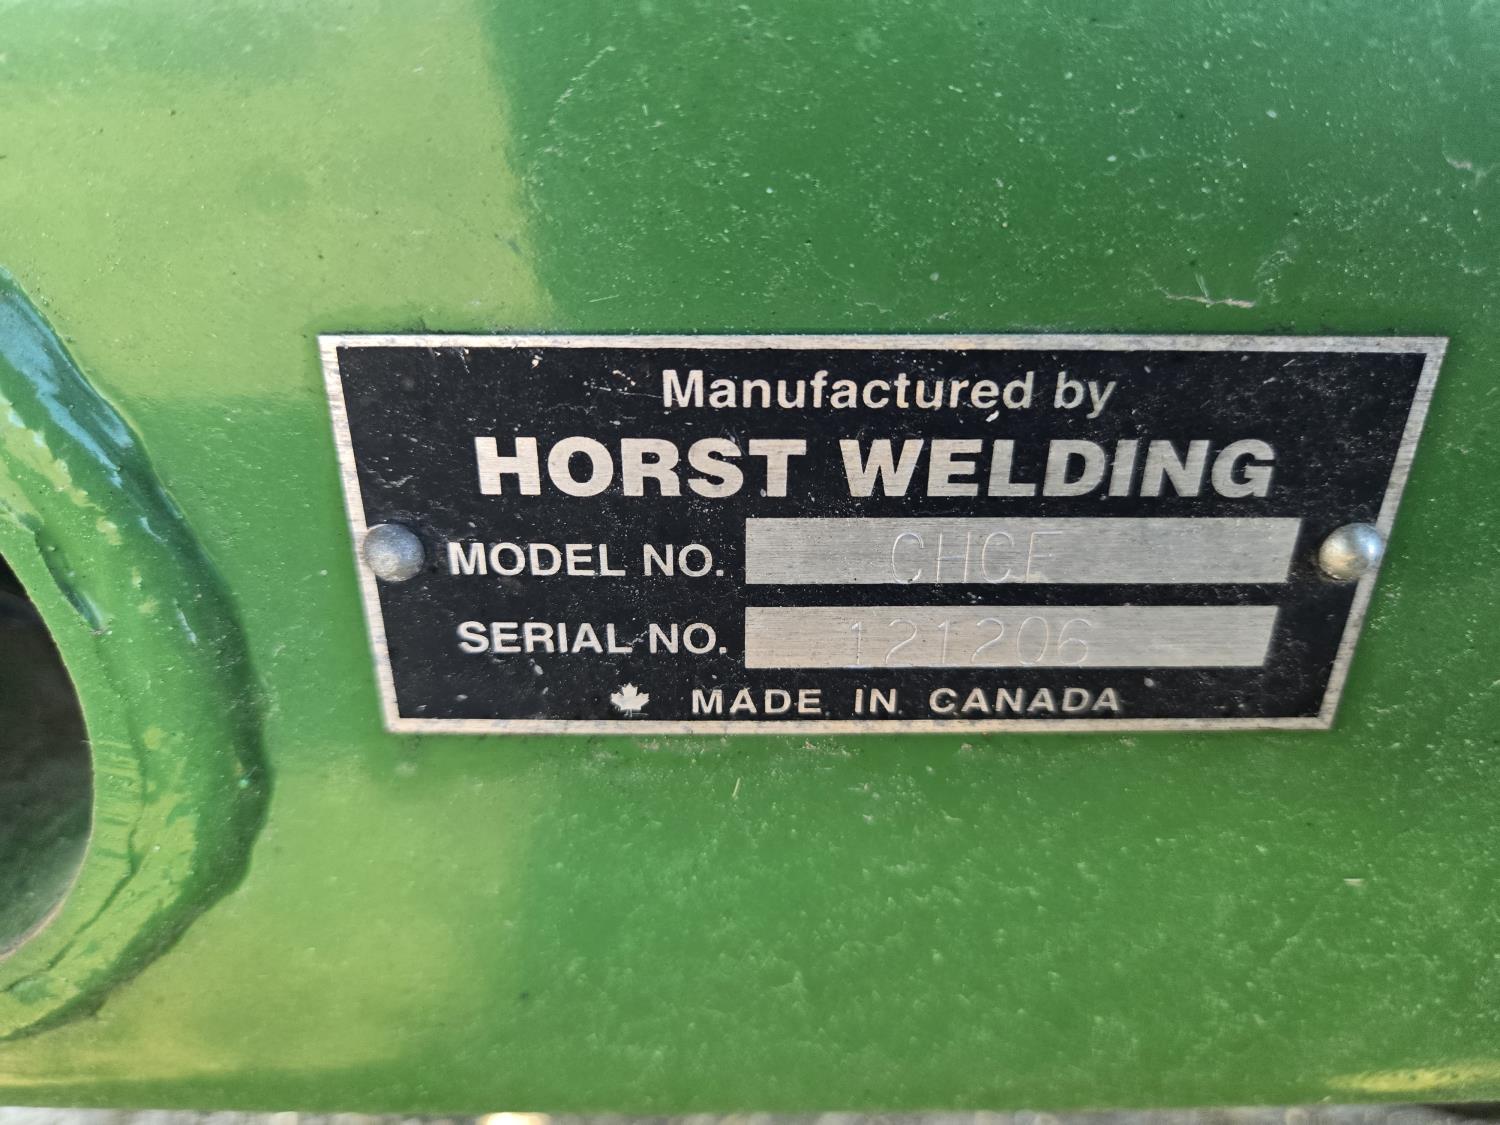 Manufactured by
HORST WELDING
MODEL NO. CHCF
SERIAL NO. 121206
MADE IN CANADA